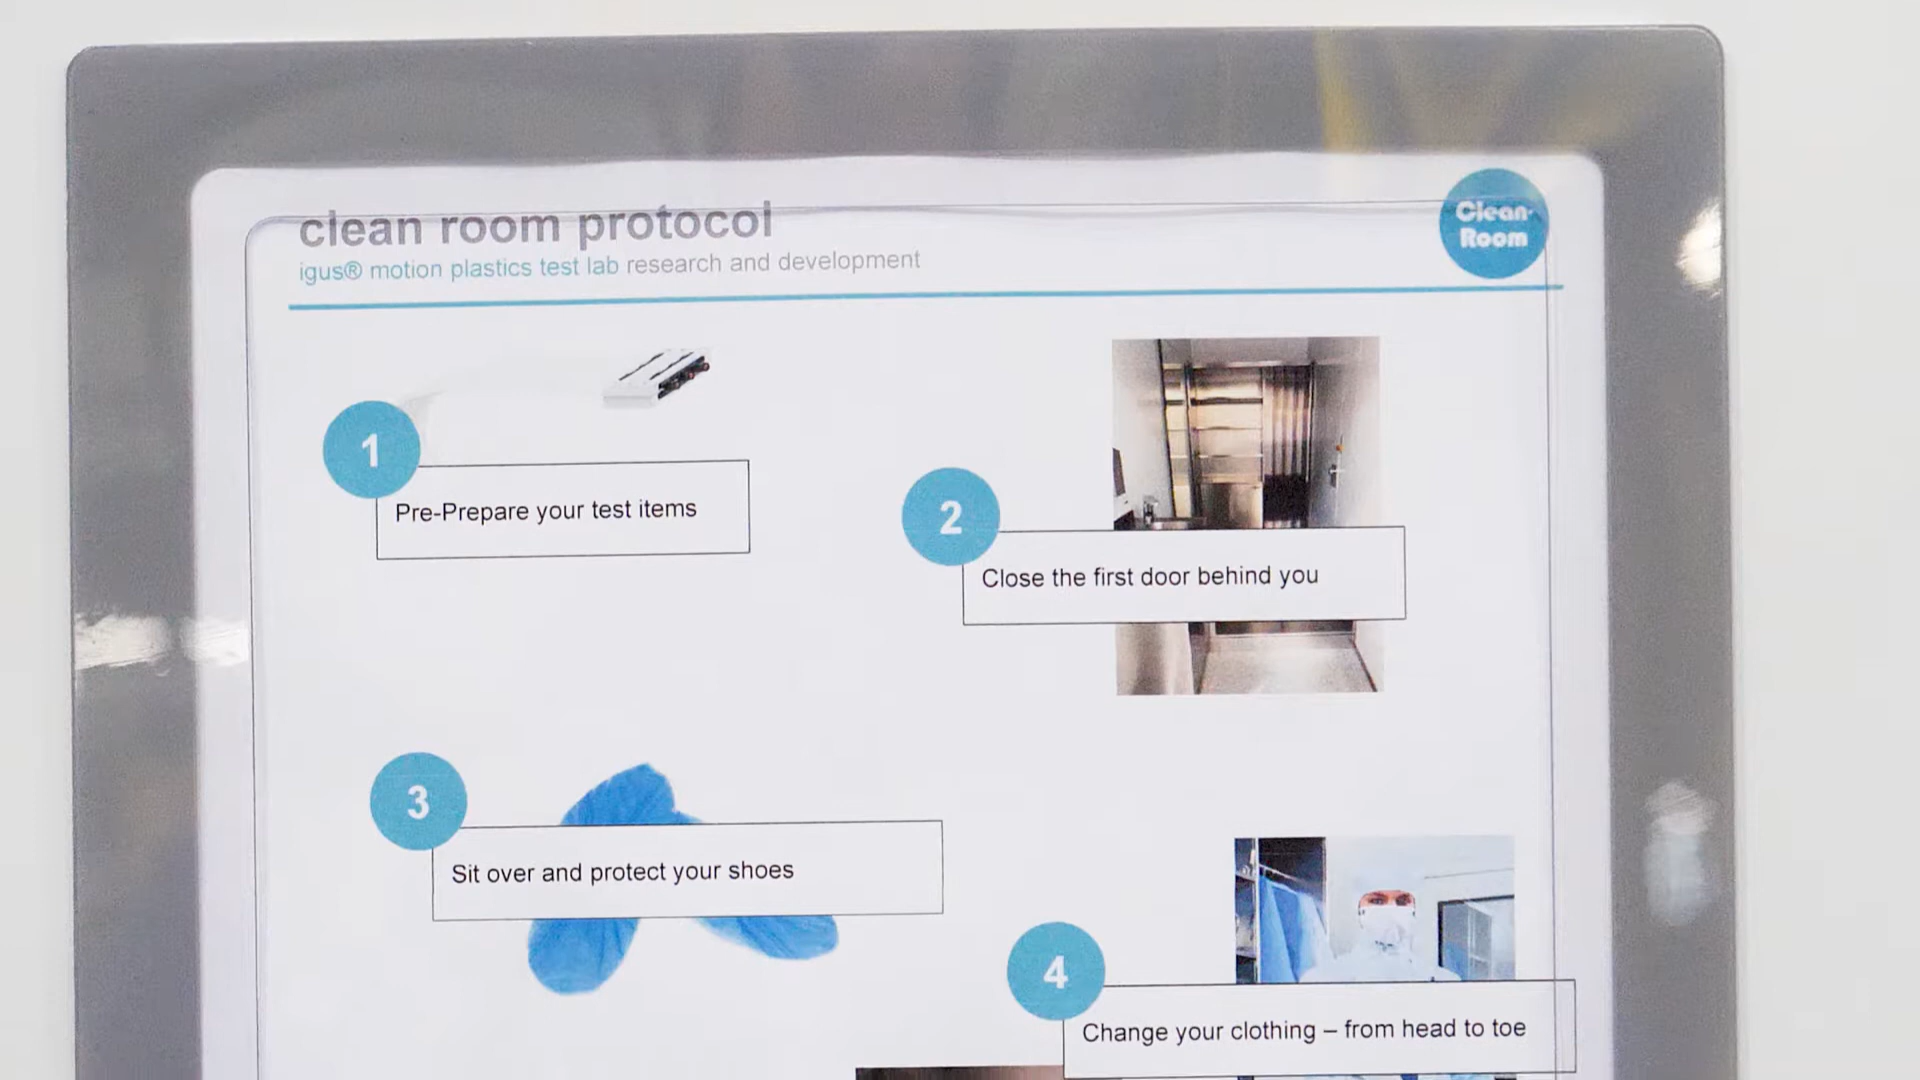 clean room protocol
igus® motion plastics test lab research and development
Clean-
Room
1
Pre-Prepare your test items
2
Close the first door behind you
3
Sit over and protect your shoes
4
Change your clothing – from head to toe